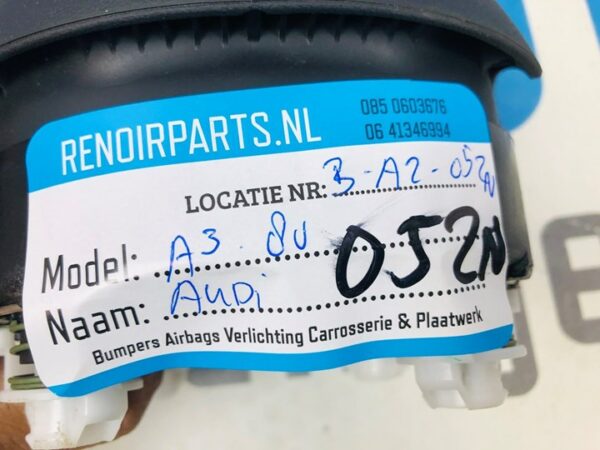 RENOIRPARTS.NL
085 0603676
06 41346994
LOCATIE NR: 3-A2-052N
Model: A3 8U
Naam: AUDi
052N
Bumpers Airbags Verlichting Carrosserie & Plaatwerk